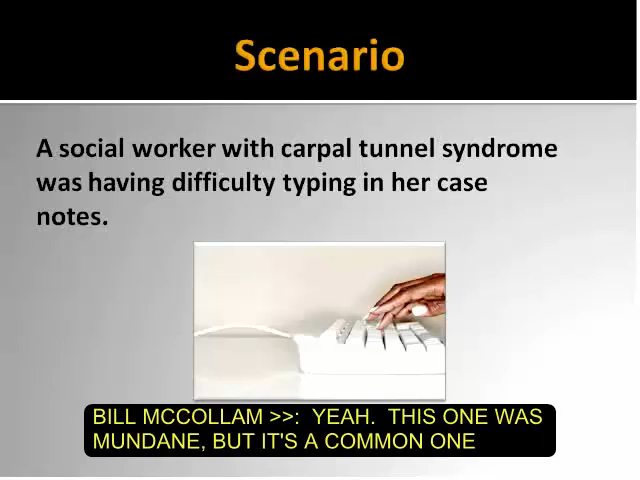 Scenario
A social worker with carpal tunnel syndrome
was having difficulty typing in her case
notes.
BILL MCCOLLAM >>:  YEAH.  THIS ONE WAS
MUNDANE, BUT IT'S A COMMON ONE